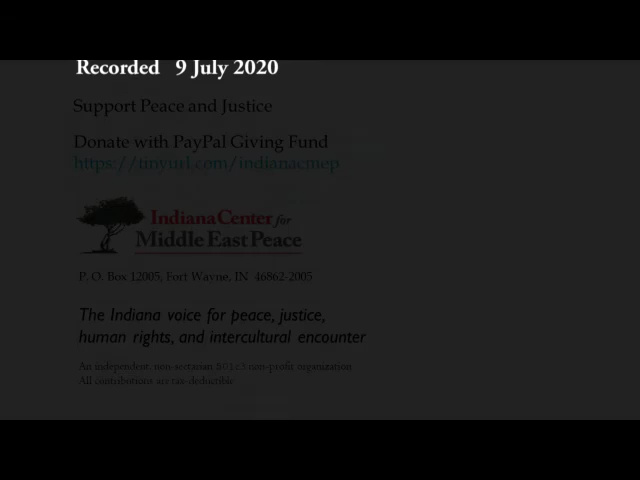 Recorded 9 July 2020
Support Peace and Justice
Donate with PayPal Giving Fund
https://tinyurl.com/indianacmep
Indiana Center for
Middle East Peace
P. O. Box 12005, Fort Wayne, IN 46862-2005
The Indiana voice for peace, justice,
human rights, and intercultural encounter
An independent, non-sectarian 501c3 non-profit organization
All contributions are tax-deductible